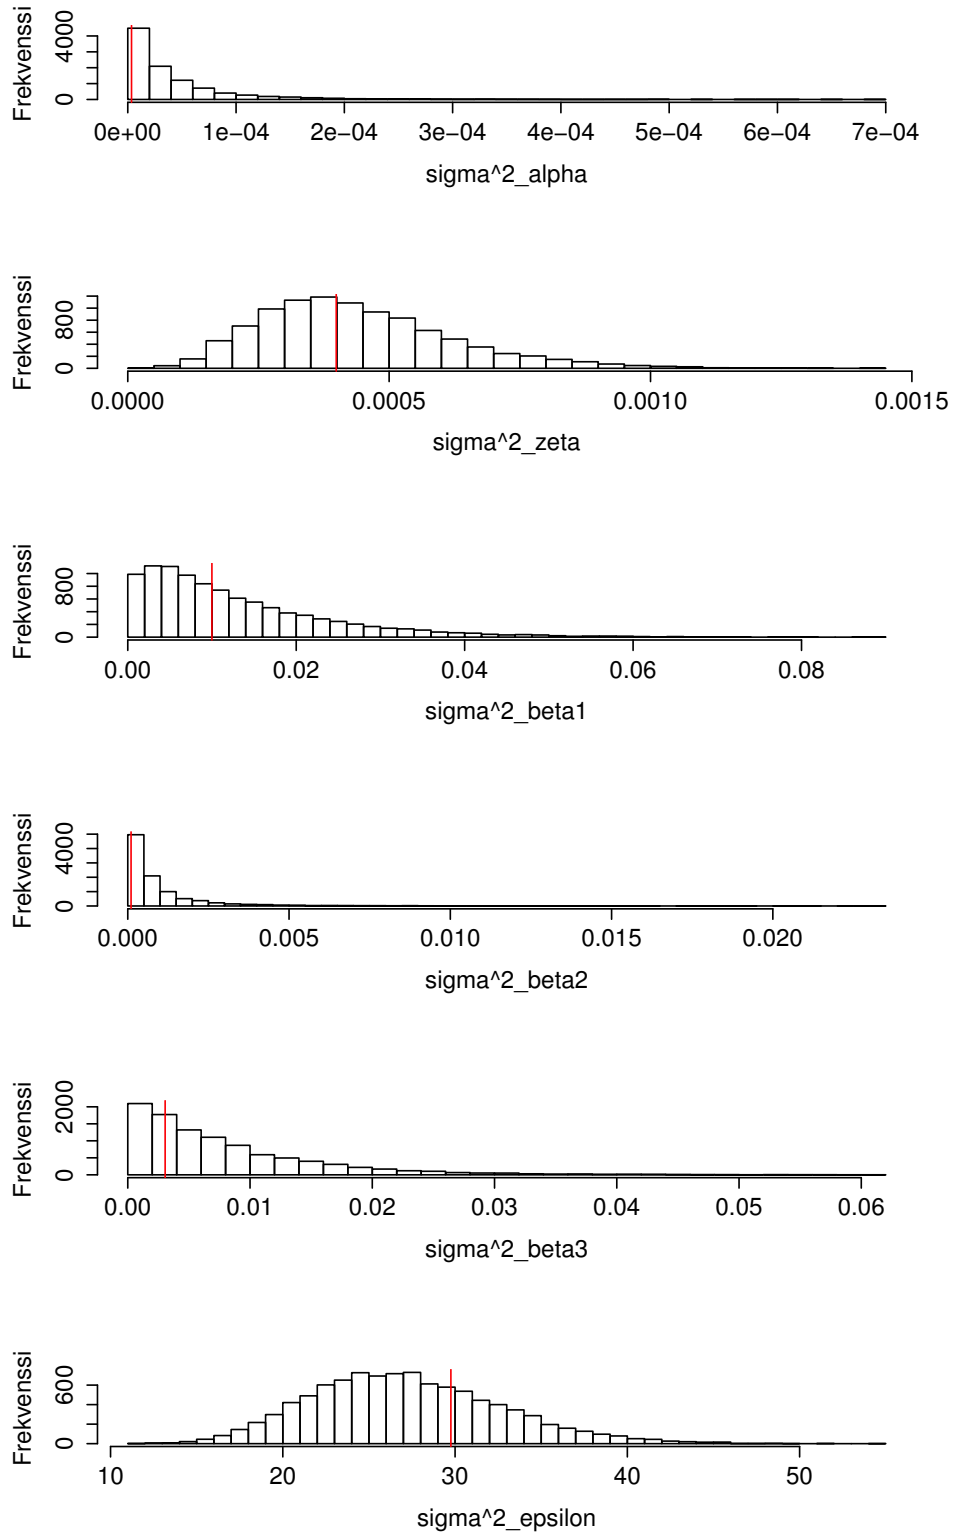 Frekvenssi
4000
0
0e+00 1e−04 2e−04 3e−04 4e−04 5e−04 6e−04 7e−04
sigma^2_alpha
Frekvenssi
800
0
0.0000 0.0005 0.0010 0.0015
sigma^2_zeta
Frekvenssi
800
0
0.00 0.02 0.04 0.06 0.08
sigma^2_beta1
Frekvenssi
4000
0
0.000 0.005 0.010 0.015 0.020
sigma^2_beta2
Frekvenssi
2000
0
0.00 0.01 0.02 0.03 0.04 0.05 0.06
sigma^2_beta3
Frekvenssi
600
0
10 20 30 40 50
sigma^2_epsilon